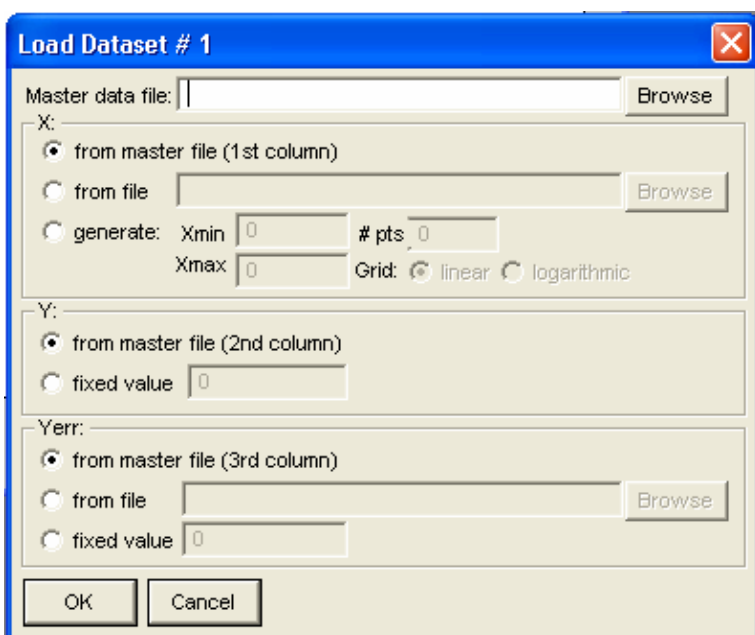 Load Dataset # 1
Master data file: Browse
X:
from master file (1st column)
from file Browse
generate: Xmin 0 # pts 0
Xmax 0 Grid: linear logarithmic
Y:
from master file (2nd column)
fixed value 0
Yerr:
from master file (3rd column)
from file Browse
fixed value 0
OK Cancel